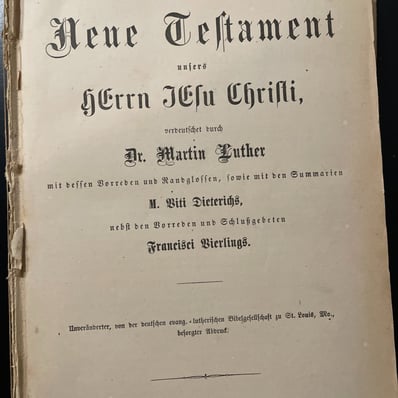 Neue Testament
unsers
HErrn JEsu Christi,
verdeutschet durch
Dr. Martin Luther
mit dessen Vorreden und Randglossen, sowie mit den Summarien
M. Viti Dieterichs,
nebst den Vorreden und Schlußgebeten
Francisci Vierlings.
Unveränderter, von der deutschen evang.-lutherischen Bibelgesellschaft zu St. Louis, Mo.,
besorgter Abdruck.